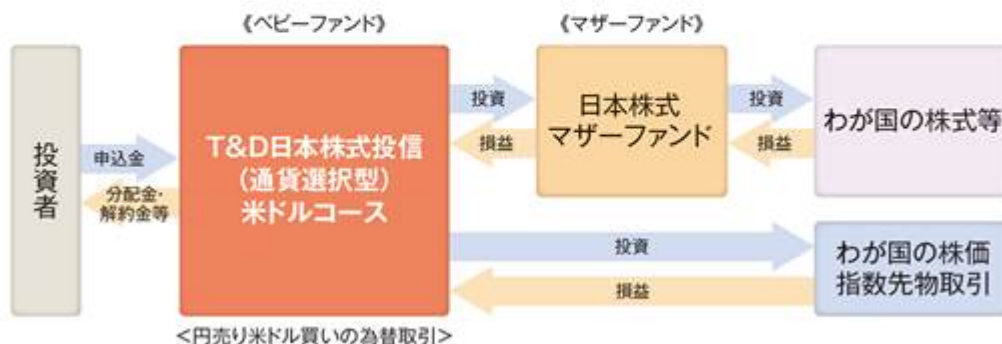 《ベビーファンド》
《マザーファンド》
投資者
申込金
分配金・
解約金等
T&D日本株式投信
(通貨選択型)
米ドルコース
投資
損益
日本株式
マザーファンド
投資
損益
わが国の株式等
投資
損益
わが国の株価
指数先物取引
<円売り米ドル買いの為替取引>